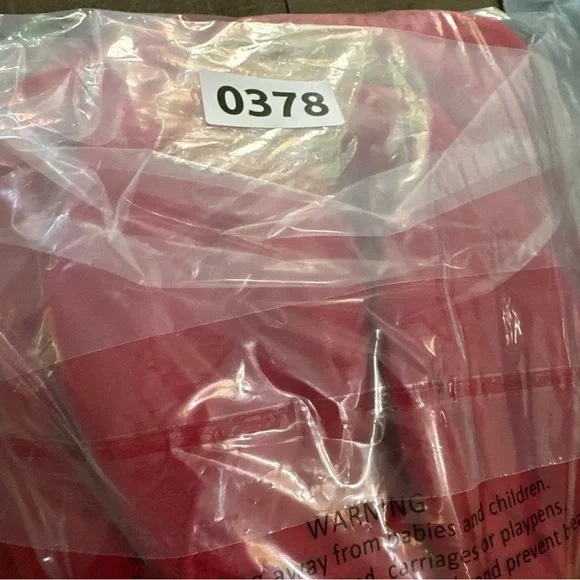 0378
WARNING
away from babies and children.
carriages or playpens.
and prevent